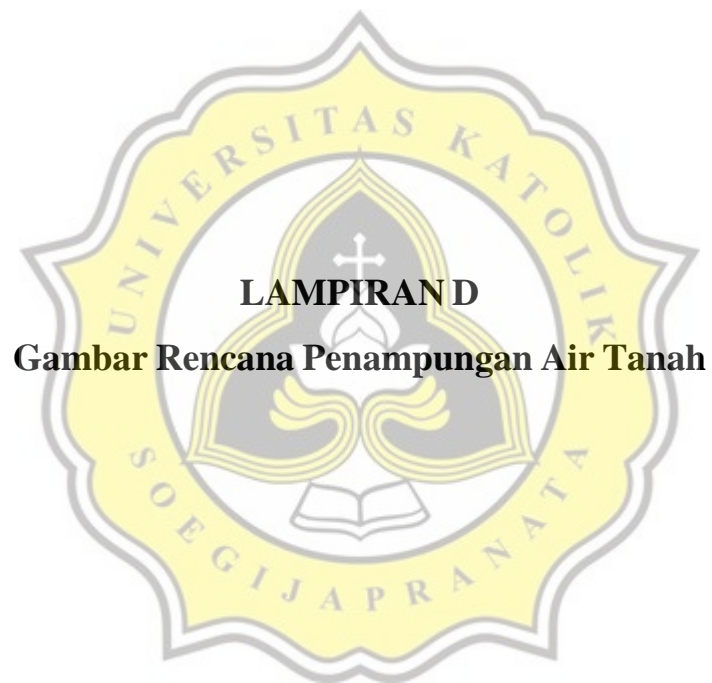 UNIVERSITAS KATOLIK
LAMPIRAN D
Gambar Rencana Penampungan Air Tanah
SOEGIJAPRANATA